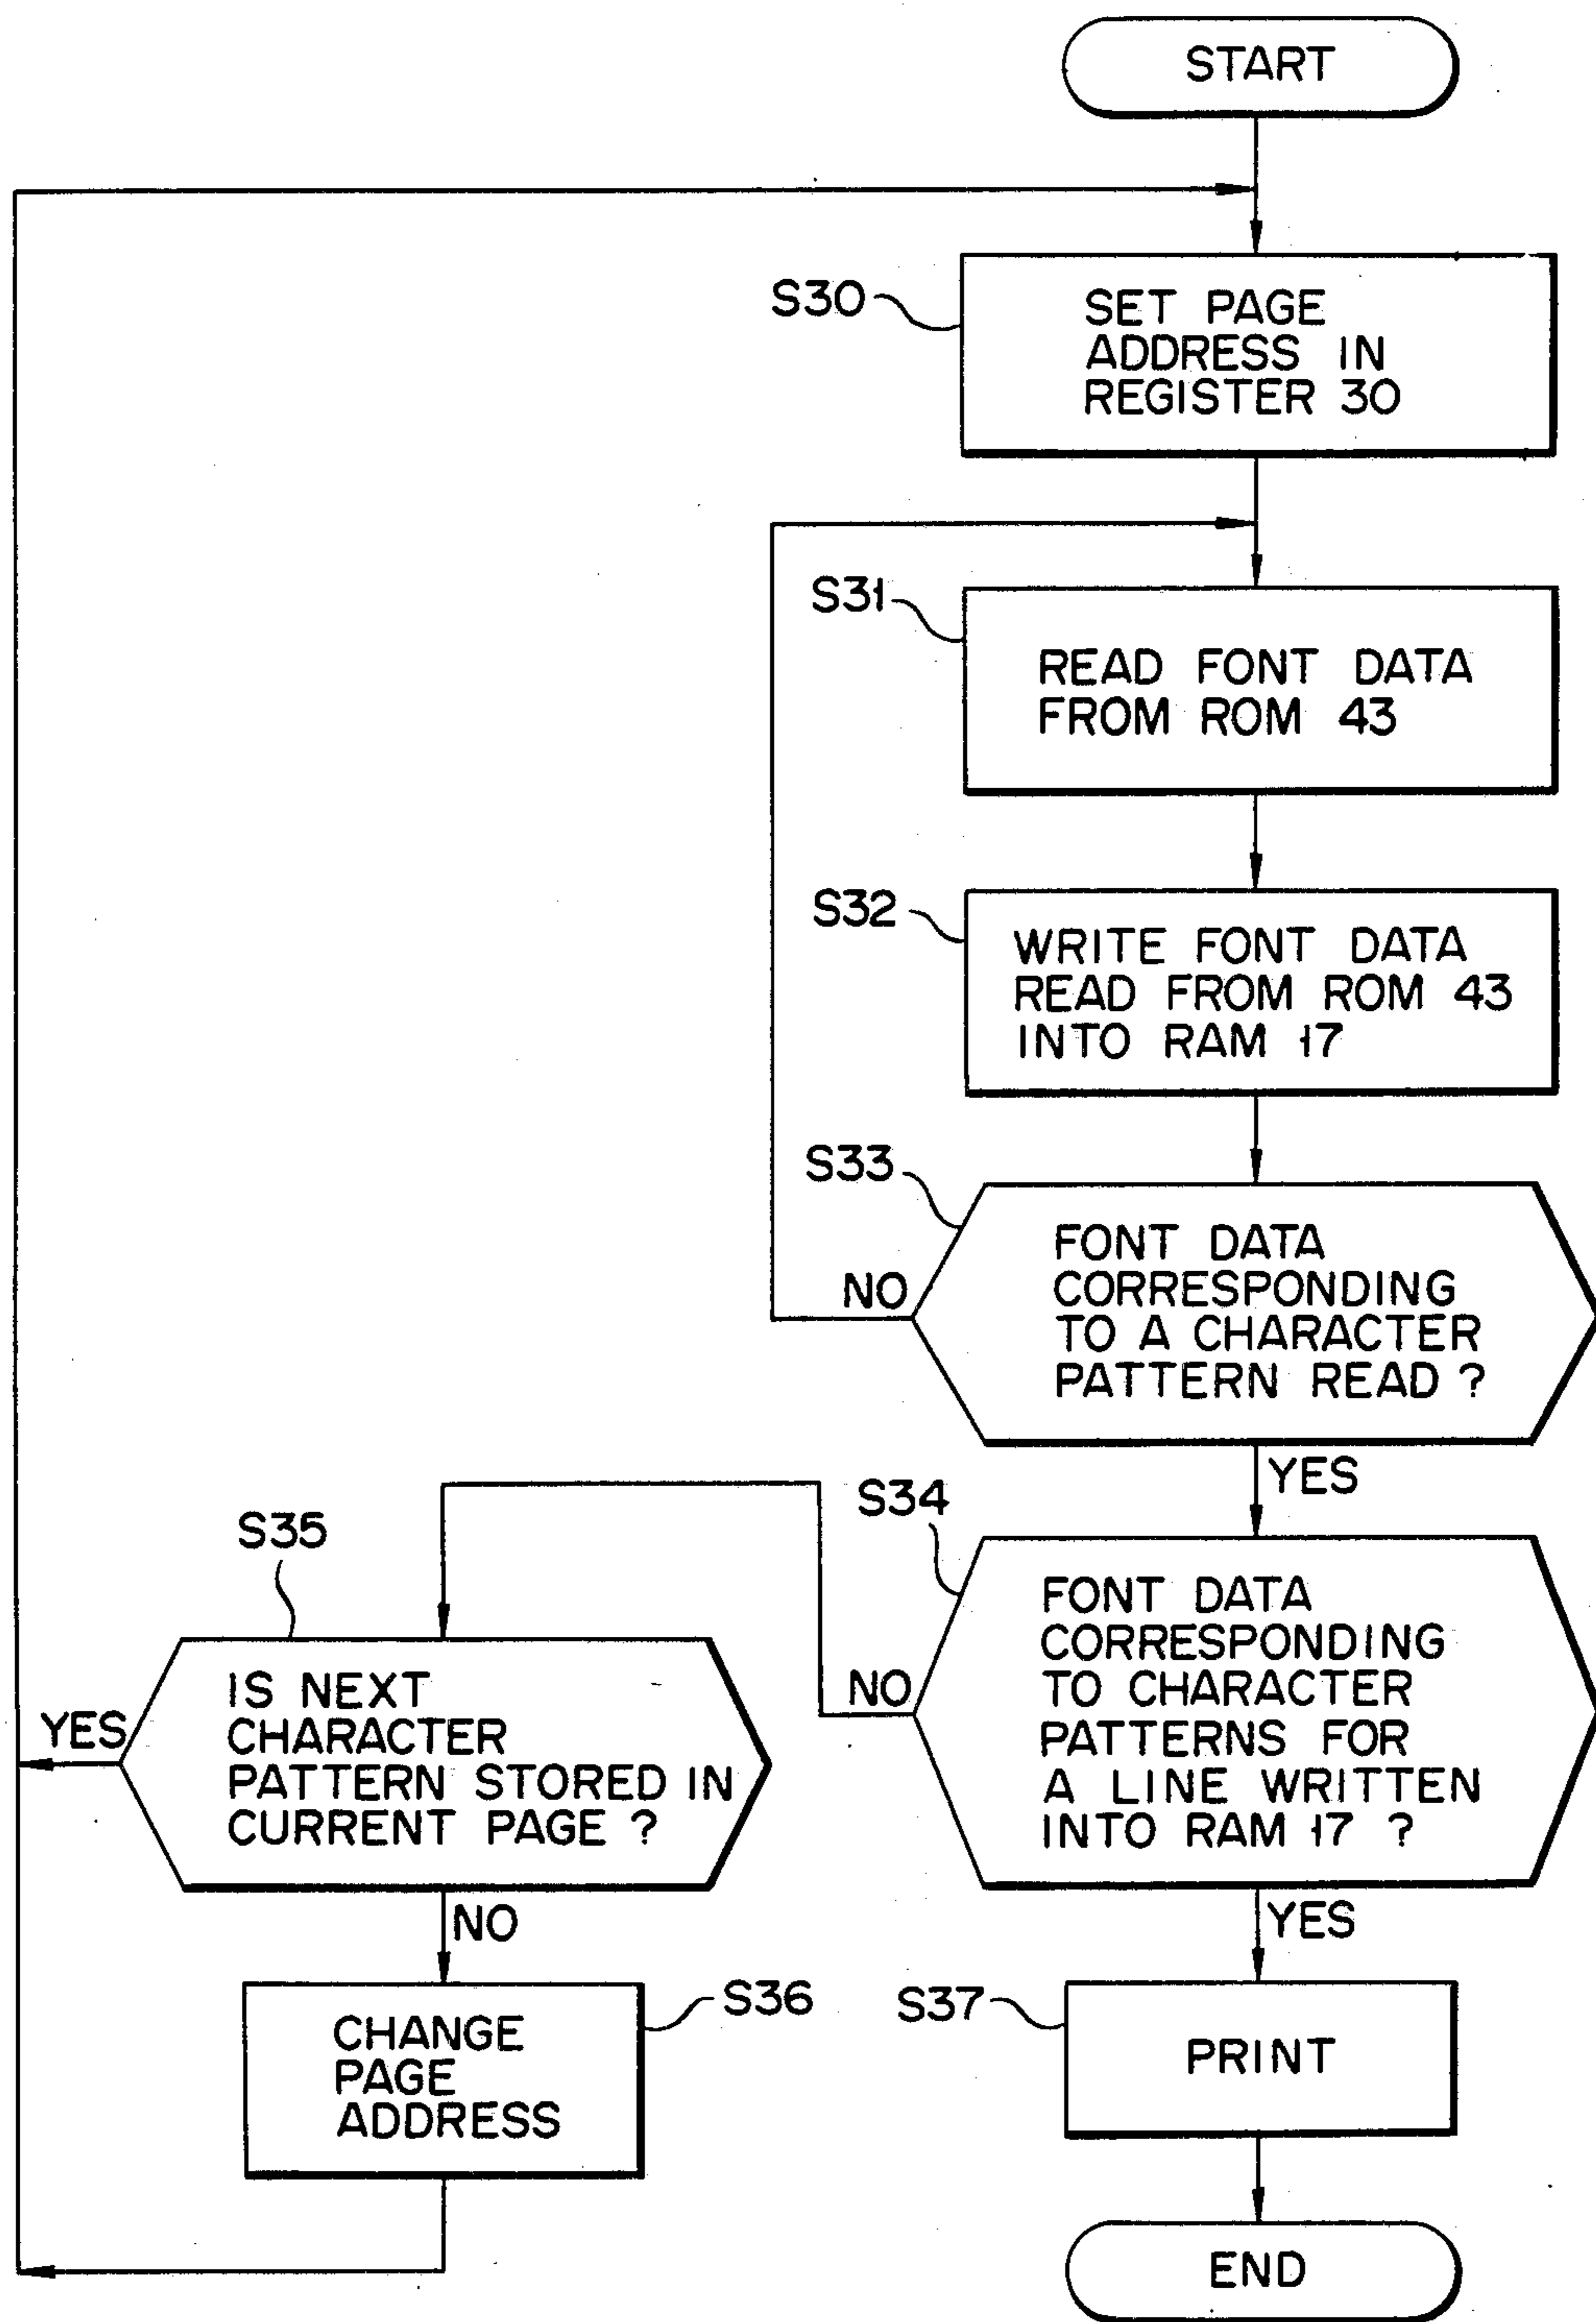 START
S30
SET PAGE
ADDRESS IN
REGISTER 30
S31
READ FONT DATA
FROM ROM 43
S32
WRITE FONT DATA
READ FROM ROM 43
INTO RAM 17
S33
FONT DATA
CORRESPONDING
TO A CHARACTER
PATTERN READ ?
NO
YES
S34
FONT DATA
CORRESPONDING
TO CHARACTER
PATTERNS FOR
A LINE WRITTEN
INTO RAM 17 ?
NO
YES
S35
IS NEXT
CHARACTER
PATTERN STORED IN
CURRENT PAGE ?
YES
NO
S36
CHANGE
PAGE
ADDRESS
S37
PRINT
END